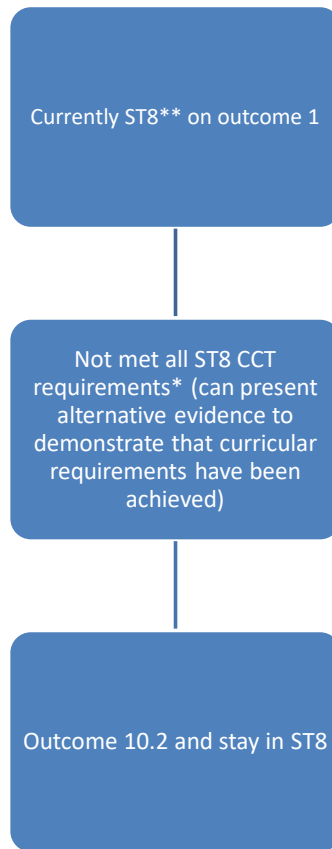 Currently ST8** on outcome 1
Not met all ST8 CCT
requirements* (can present
alternative evidence to
demonstrate that curricular
requirements have been
achieved)
Outcome 10.2 and stay in ST8